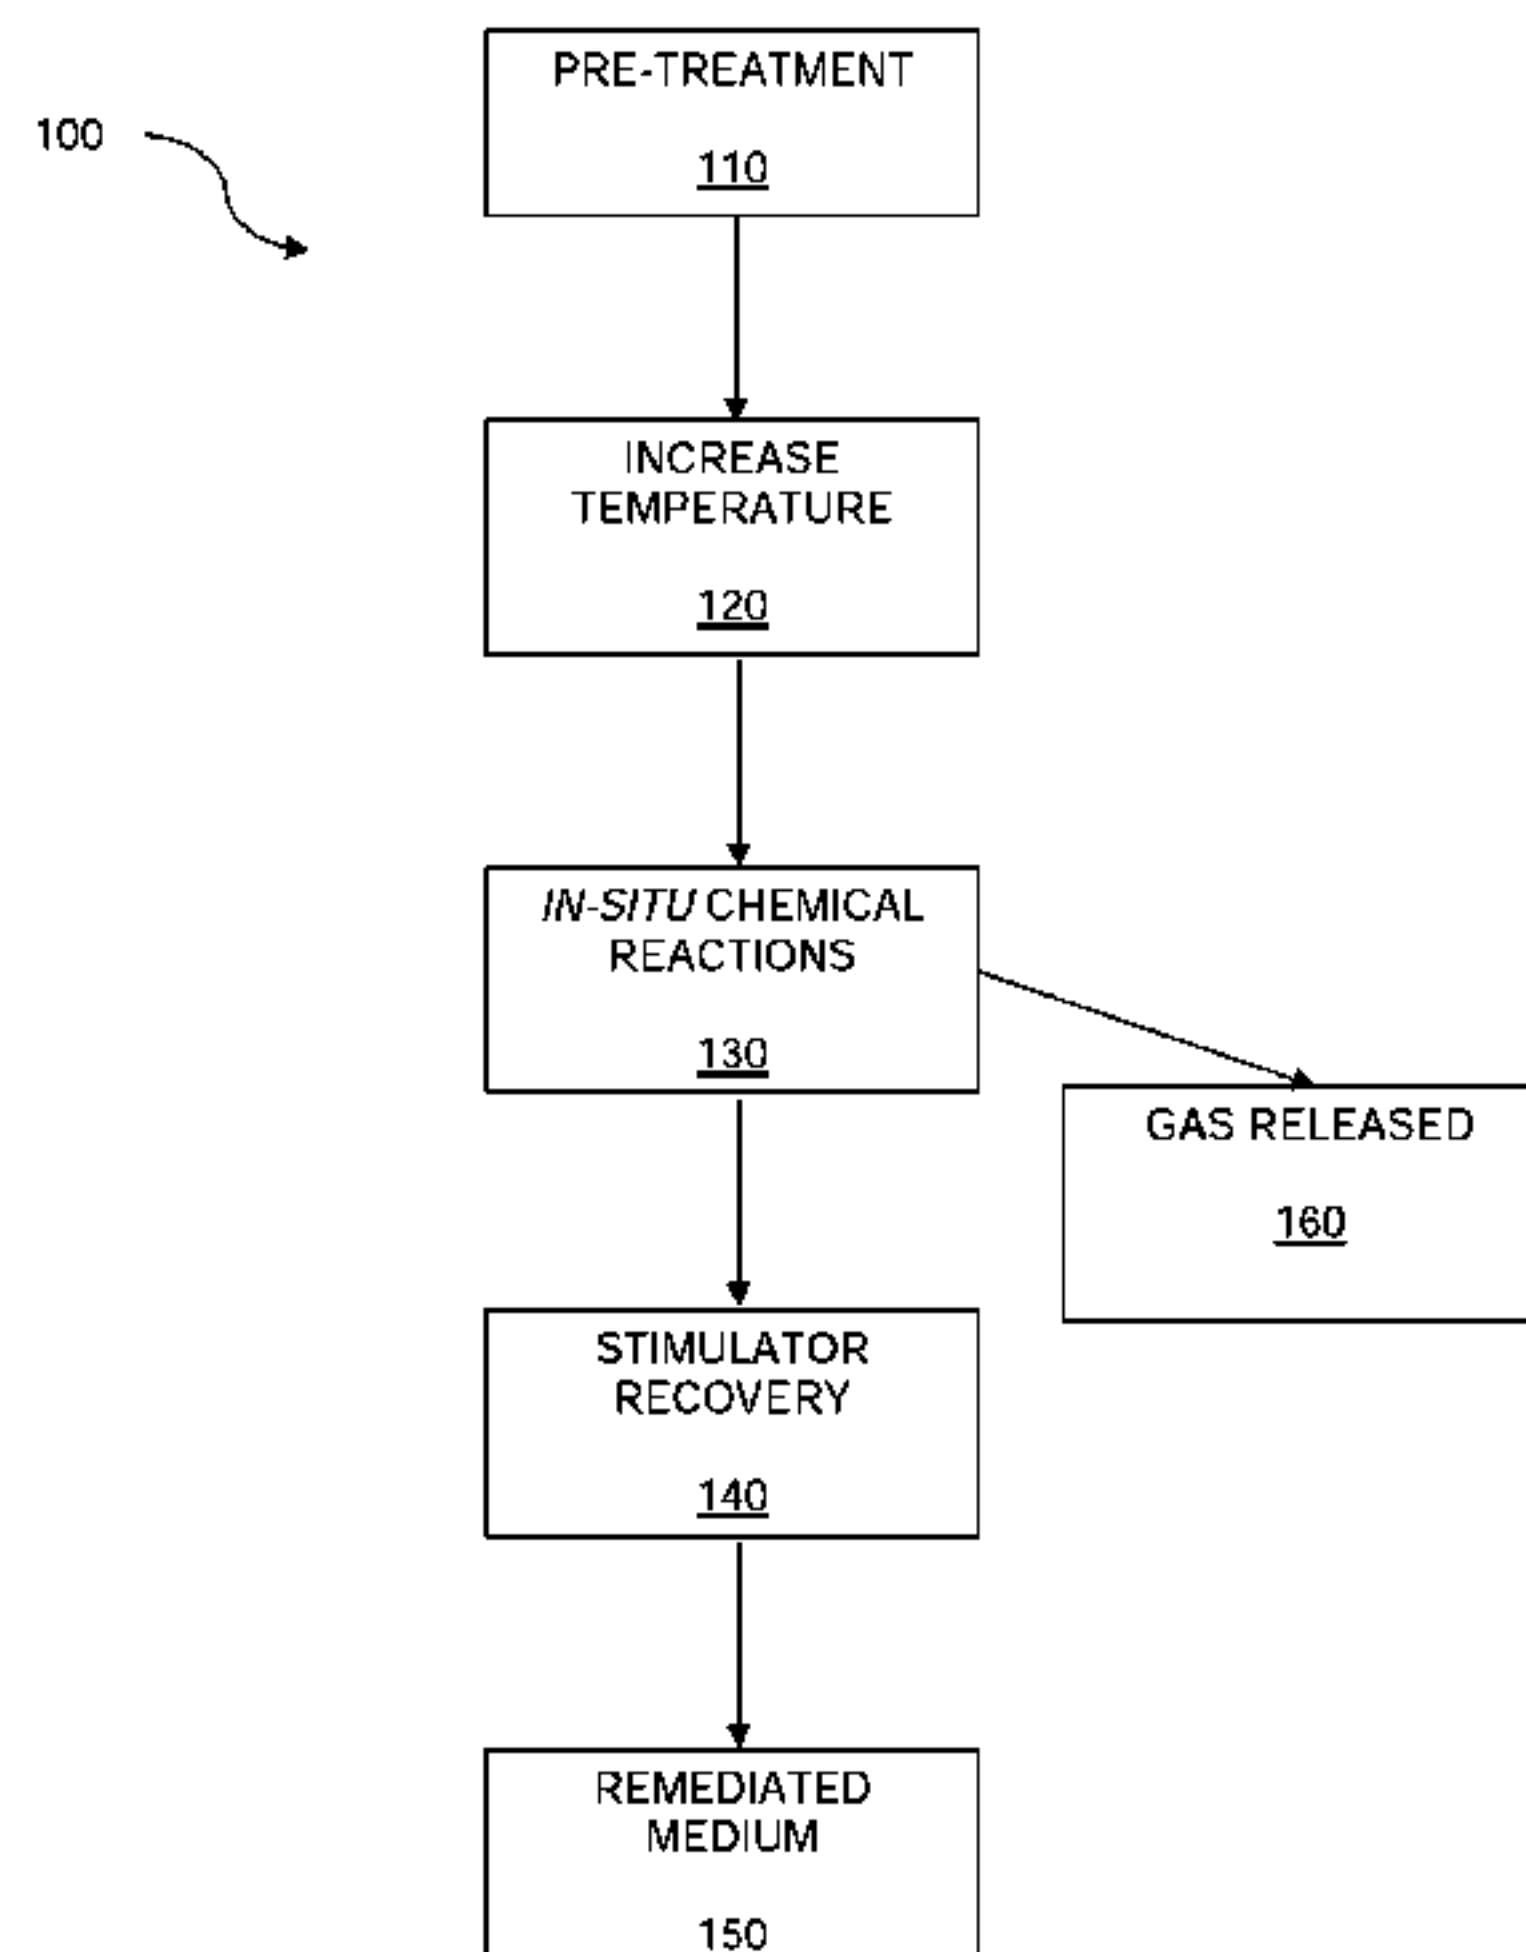 100
PRE-TREATMENT
110
INCREASE
TEMPERATURE
120
IN-SITU CHEMICAL
REACTIONS
130
GAS RELEASED
160
STIMULATOR
RECOVERY
140
REMEDIATED
MEDIUM
150